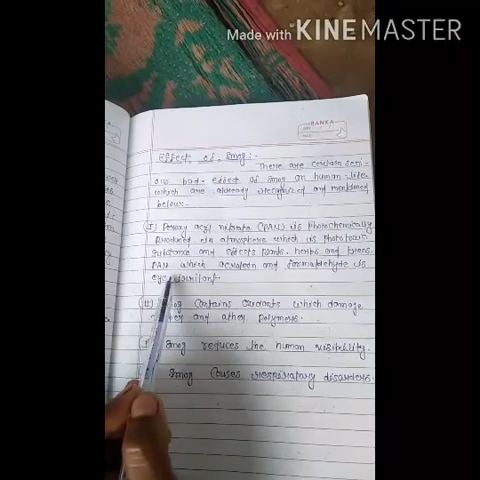 Made with KINEMASTER
BANKA
Effect of Smog :-
There are certain seri-
ous bad effect of Smog on human life
which are already recognized and mentioned
below:-
(I) Peroxy acyl nitrate (PAN) is photochemically
produced in atmosphere which is phototoxic
substance and effects plants, herbs and trees.
PAN which acrolein and formaldehyde is
eye irritant
(II) Smog contains oxidants which damage
and other polymers.
Smog reduces the human visibility.
Smog causes respiratory disorders.